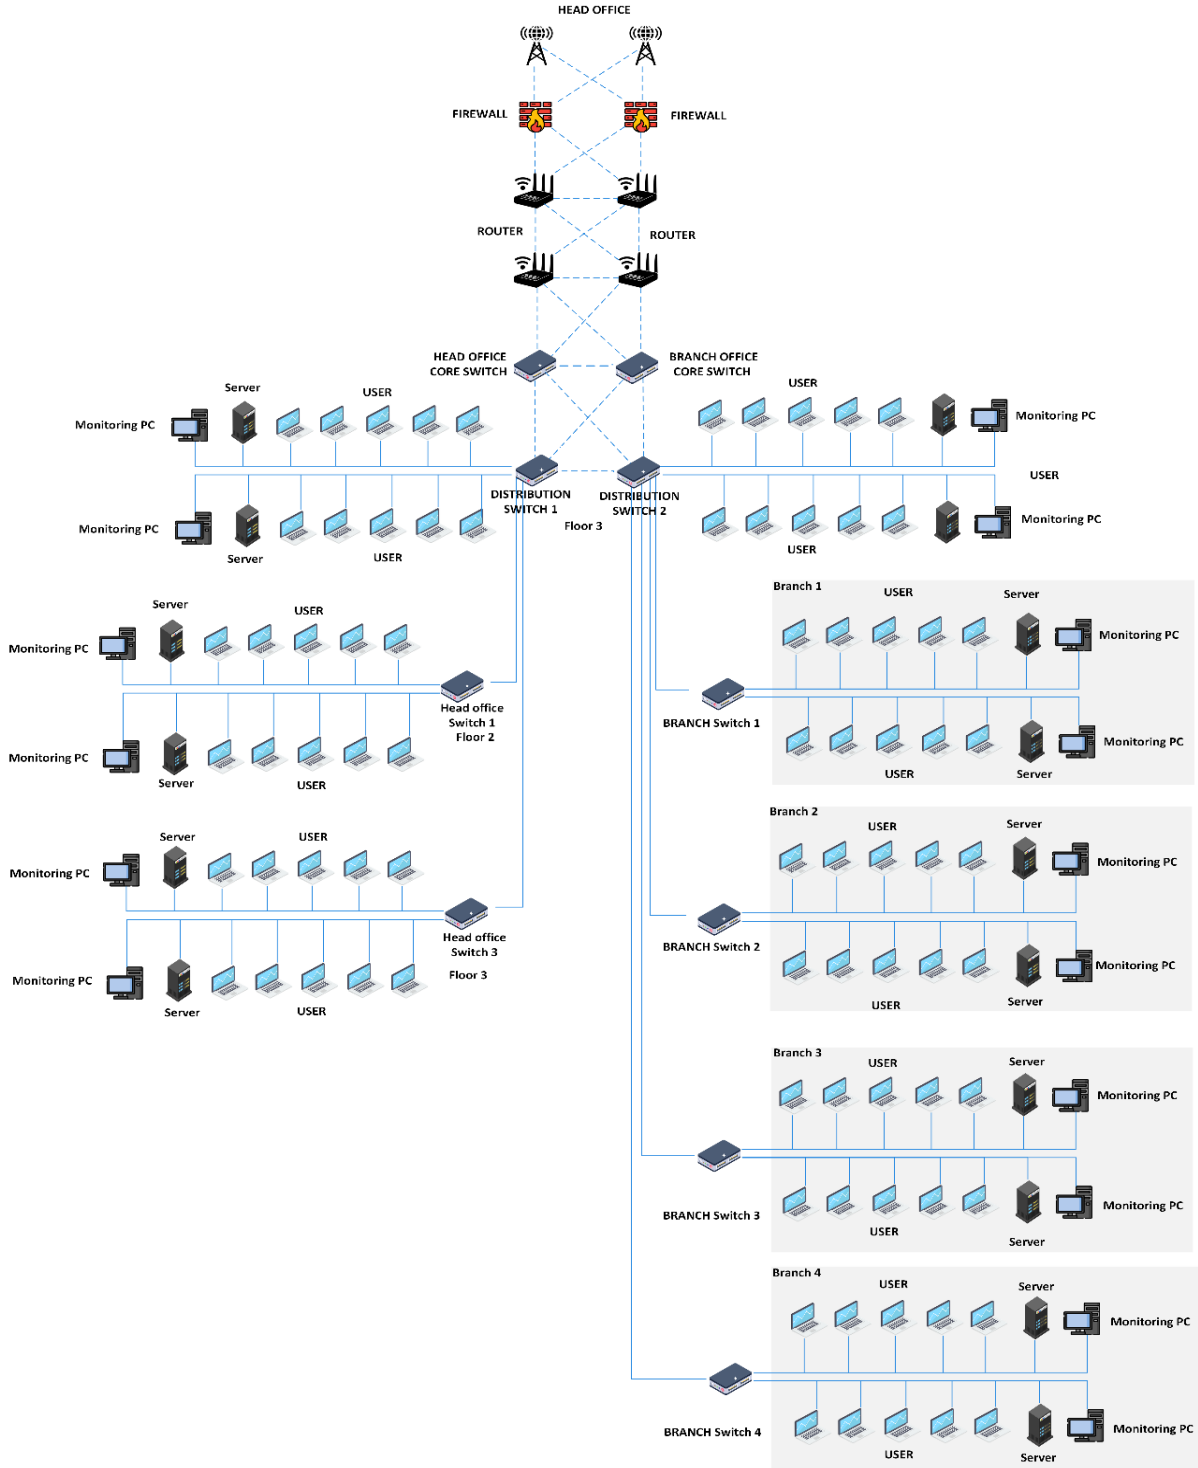 HEAD OFFICE
FIREWALL
FIREWALL
ROUTER
ROUTER
HEAD OFFICE
CORE SWITCH
BRANCH OFFICE
CORE SWITCH
Server
USER
Monitoring PC
USER
Monitoring PC
DISTRIBUTION
SWITCH 1
DISTRIBUTION
SWITCH 2
Floor 3
USER
Monitoring PC
Server
USER
USER
Monitoring PC
Server
USER
Monitoring PC
Head office
Switch 1
Floor 2
Monitoring PC
Server
USER
Server
USER
Monitoring PC
Head office
Switch 3
Floor 3
Monitoring PC
Server
USER
Branch 1
USER
Server
Monitoring PC
BRANCH Switch 1
Monitoring PC
USER
Server
Branch 2
USER
Server
Monitoring PC
BRANCH Switch 2
Monitoring PC
USER
Server
Branch 3
USER
Server
Monitoring PC
BRANCH Switch 3
Monitoring PC
USER
Server
Branch 4
USER
Server
Monitoring PC
BRANCH Switch 4
Monitoring PC
USER
Server